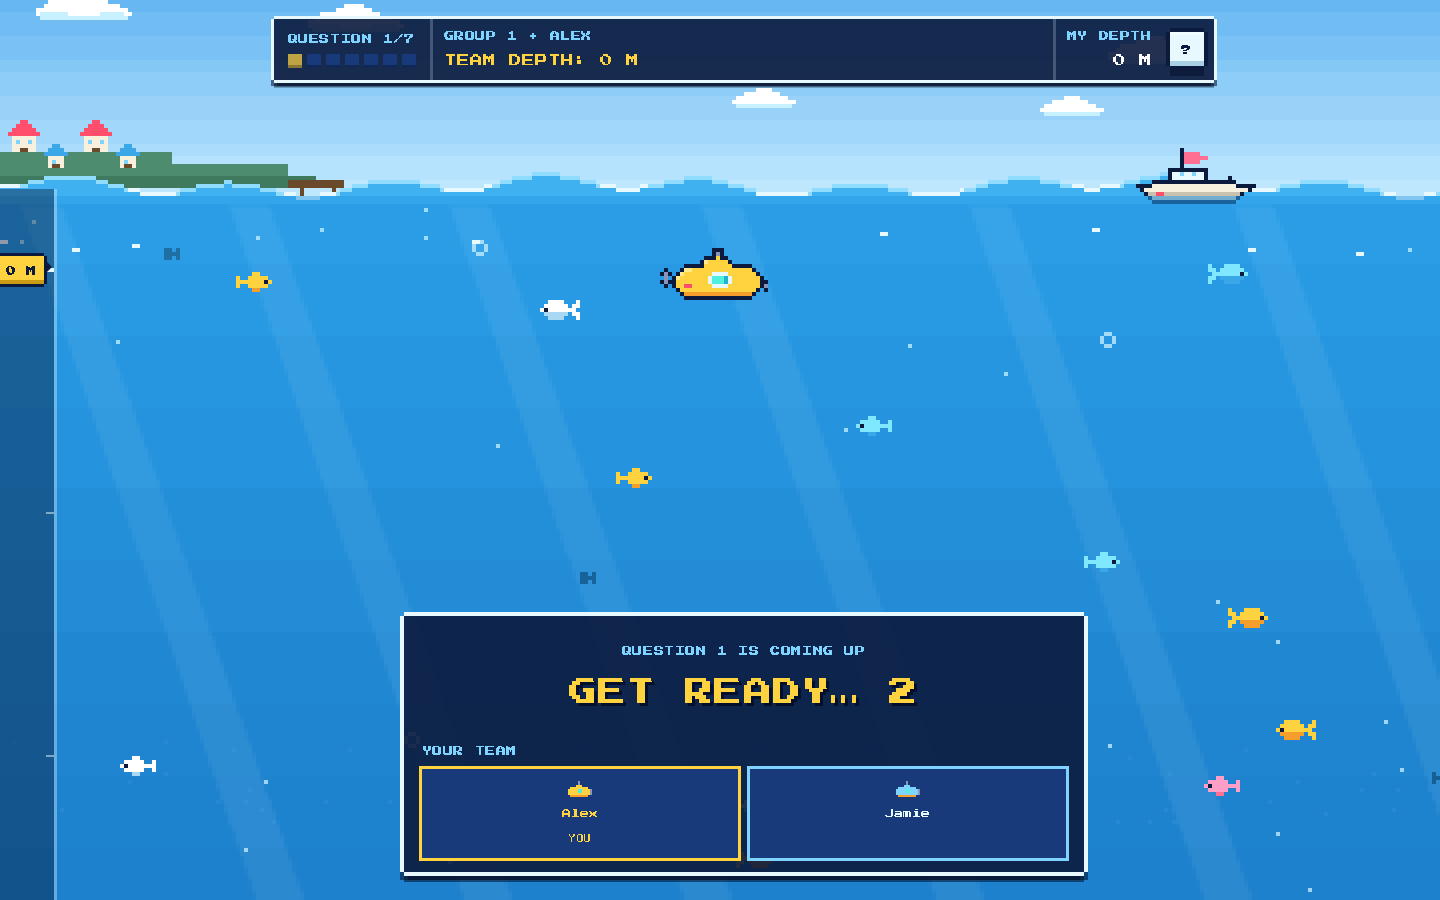 QUESTION 1/7
GROUP 1 + ALEX
TEAM DEPTH: 0 M
MY DEPTH
0 M
?
0 M
QUESTION 1 IS COMING UP
GET READY… 2
YOUR TEAM
Alex
YOU
Jamie